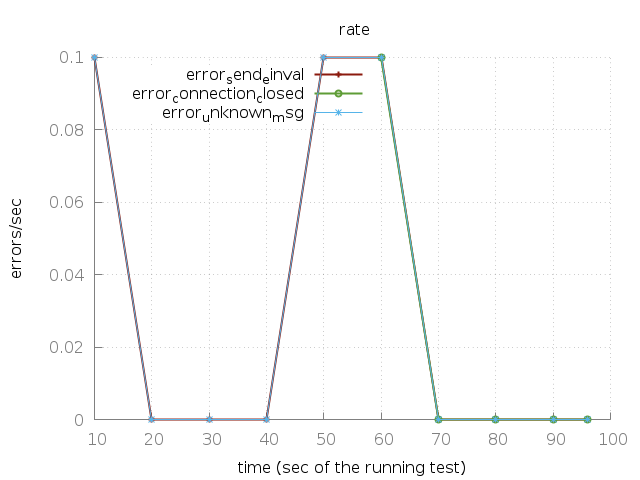 rate
error_send_einval
error_connection_closed
error_unknown_msg
0.1
0.08
0.06
0.04
0.02
0
errors/sec
10 20 30 40 50 60 70 80 90 100
time (sec of the running test)